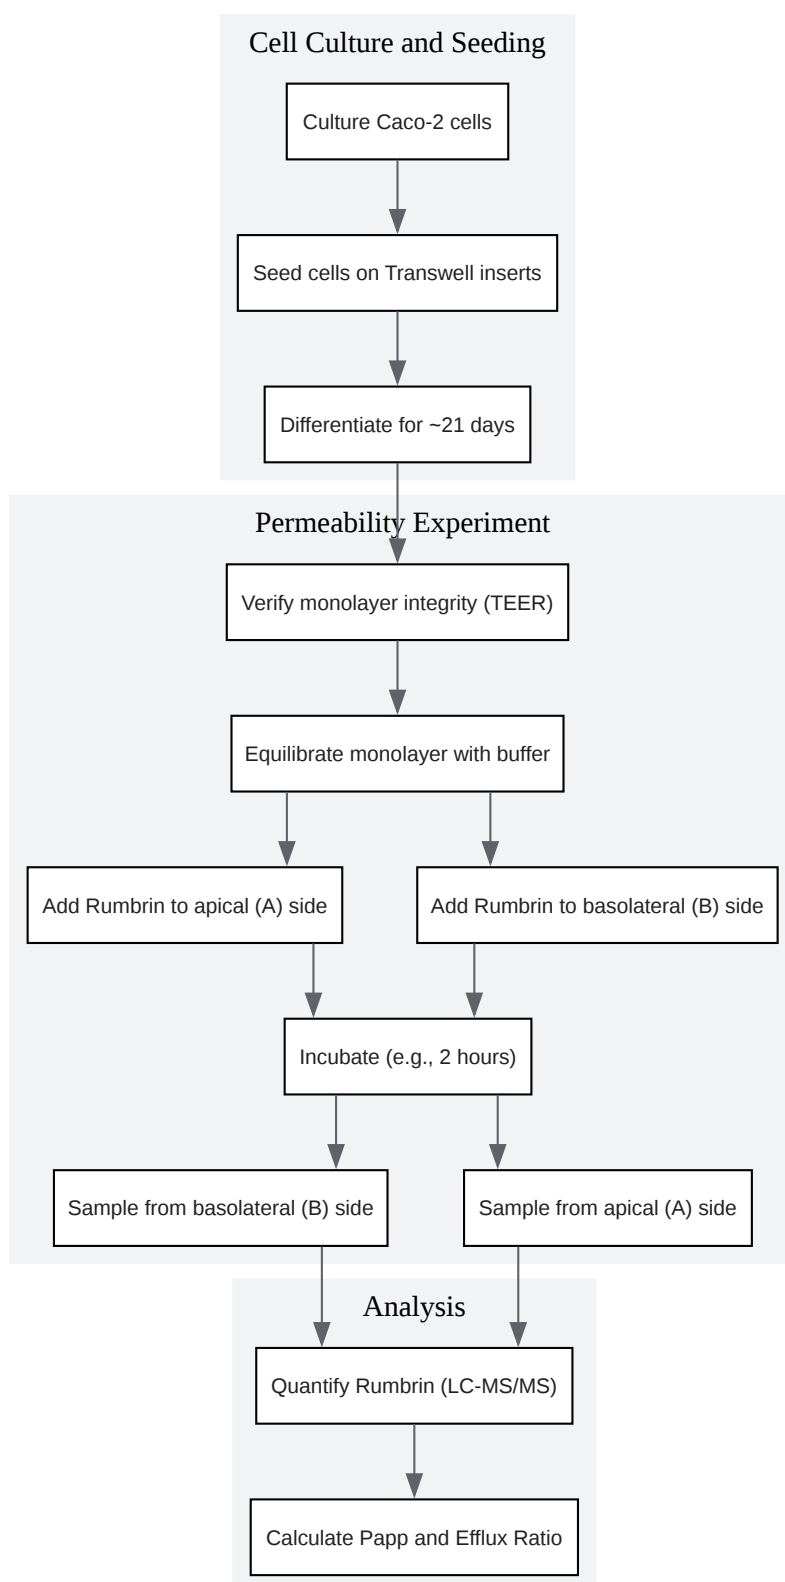 Cell Culture and Seeding
Culture Caco-2 cells
Seed cells on Transwell inserts
Differentiate for ~21 days
Permeability Experiment
Verify monolayer integrity (TEER)
Equilibrate monolayer with buffer
Add Rumbrin to apical (A) side
Add Rumbrin to basolateral (B) side
Incubate (e.g., 2 hours)
Sample from basolateral (B) side
Sample from apical (A) side
Analysis
Quantify Rumbrin (LC-MS/MS)
Calculate Papp and Efflux Ratio